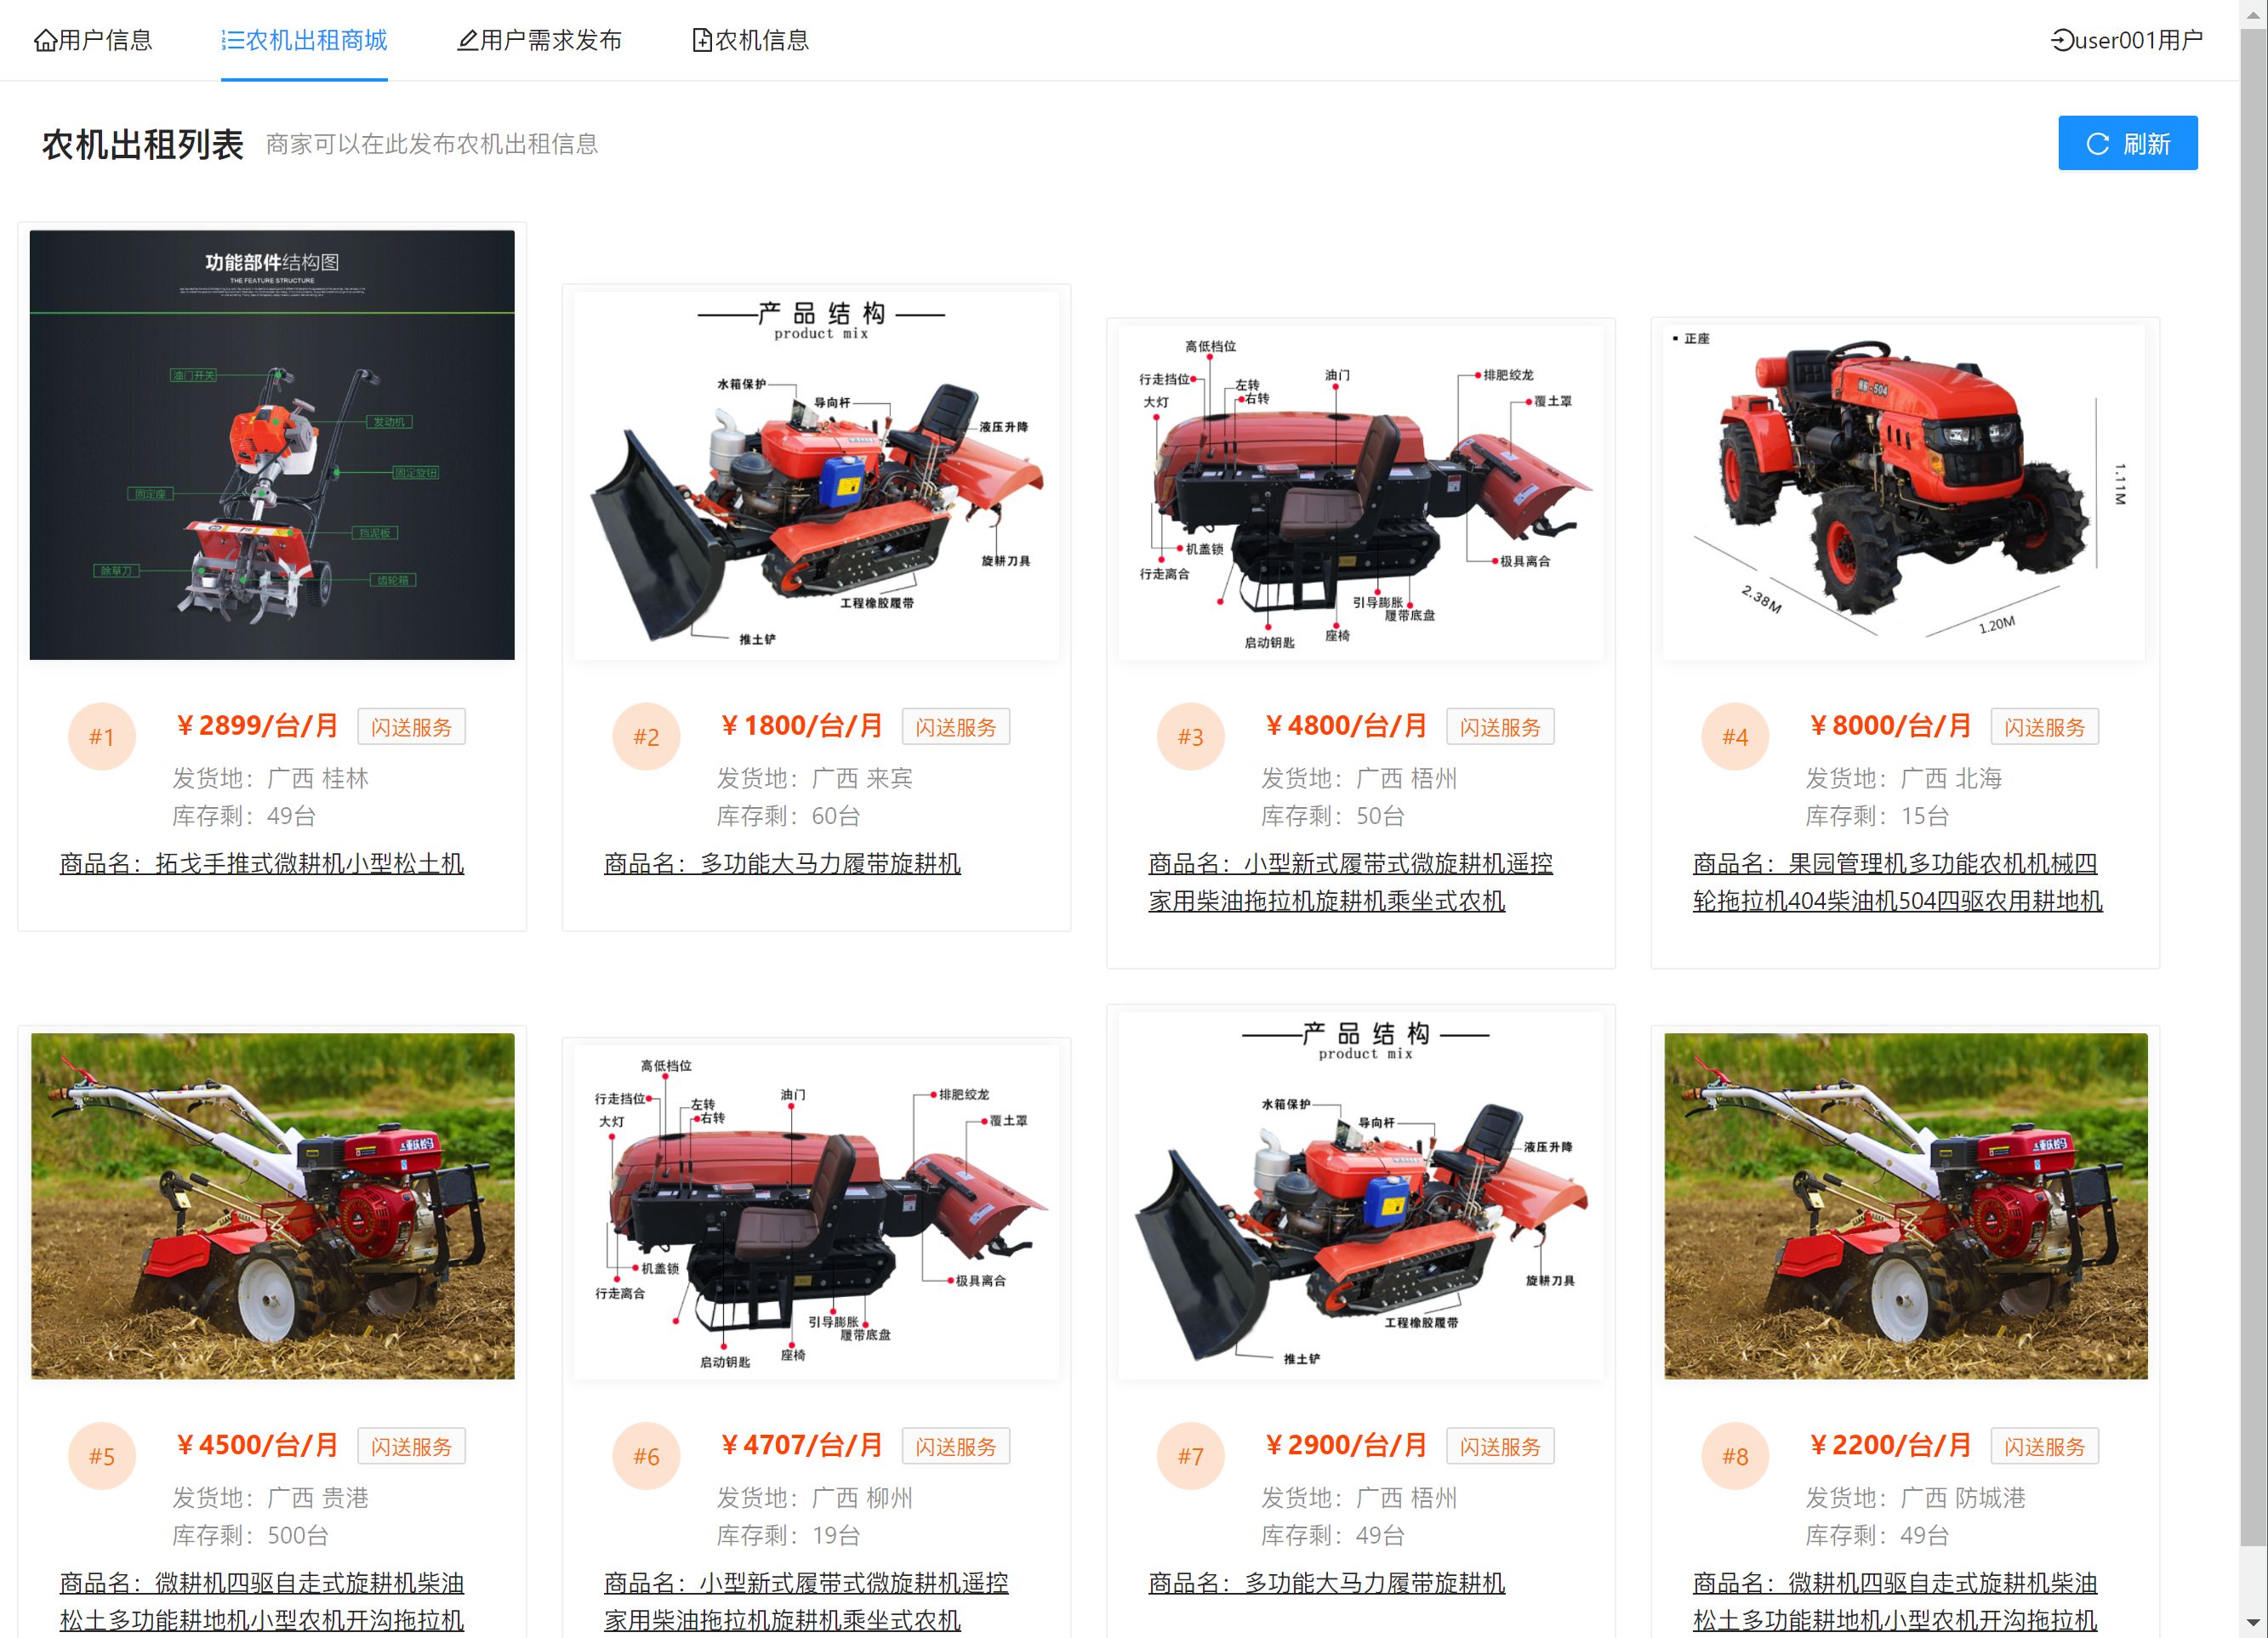 用户信息
农机出租商城
用户需求发布
农机信息
user001用户
农机出租列表 商家可以在此发布农机出租信息
刷新
功能部件结构图
THE FEATURE STRUCTURE
油门开关
发动机
固定旋钮
固定座
挡泥板
除草刀
齿轮箱
#1
￥2899/台/月 闪送服务
发货地：广西 桂林
库存剩：49台
商品名：拓戈手推式微耕机小型松土机
产品结构
product mix
水箱保护
导向杆
液压升降
旋耕刀具
工程橡胶履带
推土铲
#2
￥1800/台/月 闪送服务
发货地：广西 来宾
库存剩：60台
商品名：多功能大马力履带旋耕机
高低档位
行走挡位
左转
油门
排肥绞龙
大灯
右转
覆土罩
机盖锁
极具离合
行走离合
引导膨胀
履带底盘
启动钥匙
座椅
#3
￥4800/台/月 闪送服务
发货地：广西 梧州
库存剩：50台
商品名：小型新式履带式微旋耕机遥控
家用柴油拖拉机旋耕机乘坐式农机
正座
-504
1.11M
2.38M
1.20M
#4
￥8000/台/月 闪送服务
发货地：广西 北海
库存剩：15台
商品名：果园管理机多功能农机机械四
轮拖拉机404柴油机504四驱农用耕地机
#5
￥4500/台/月 闪送服务
发货地：广西 贵港
库存剩：500台
商品名：微耕机四驱自走式旋耕机柴油
松土多功能耕地机小型农机开沟拖拉机
高低档位
行走挡位
左转
油门
排肥绞龙
大灯
右转
覆土罩
机盖锁
极具离合
行走离合
引导膨胀
履带底盘
启动钥匙
座椅
#6
￥4707/台/月 闪送服务
发货地：广西 柳州
库存剩：19台
商品名：小型新式履带式微旋耕机遥控
家用柴油拖拉机旋耕机乘坐式农机
产品结构
product mix
水箱保护
导向杆
液压升降
旋耕刀具
工程橡胶履带
推土铲
#7
￥2900/台/月 闪送服务
发货地：广西 梧州
库存剩：49台
商品名：多功能大马力履带旋耕机
#8
￥2200/台/月 闪送服务
发货地：广西 防城港
库存剩：49台
商品名：微耕机四驱自走式旋耕机柴油
松土多功能耕地机小型农机开沟拖拉机